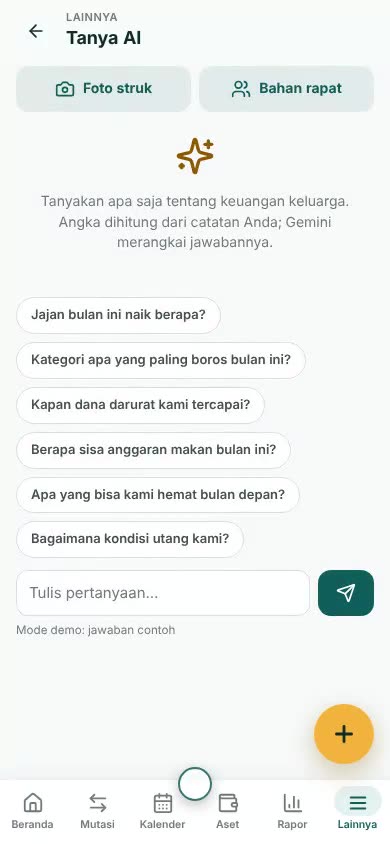 LAINNYA
Tanya AI
Foto struk
Bahan rapat
Tanyakan apa saja tentang keuangan keluarga.
Angka dihitung dari catatan Anda; Gemini
merangkai jawabannya.
Jajan bulan ini naik berapa?
Kategori apa yang paling boros bulan ini?
Kapan dana darurat kami tercapai?
Berapa sisa anggaran makan bulan ini?
Apa yang bisa kami hemat bulan depan?
Bagaimana kondisi utang kami?
Tulis pertanyaan...
Mode demo: jawaban contoh
Beranda
Mutasi
Kalender
Aset
Rapor
Lainnya